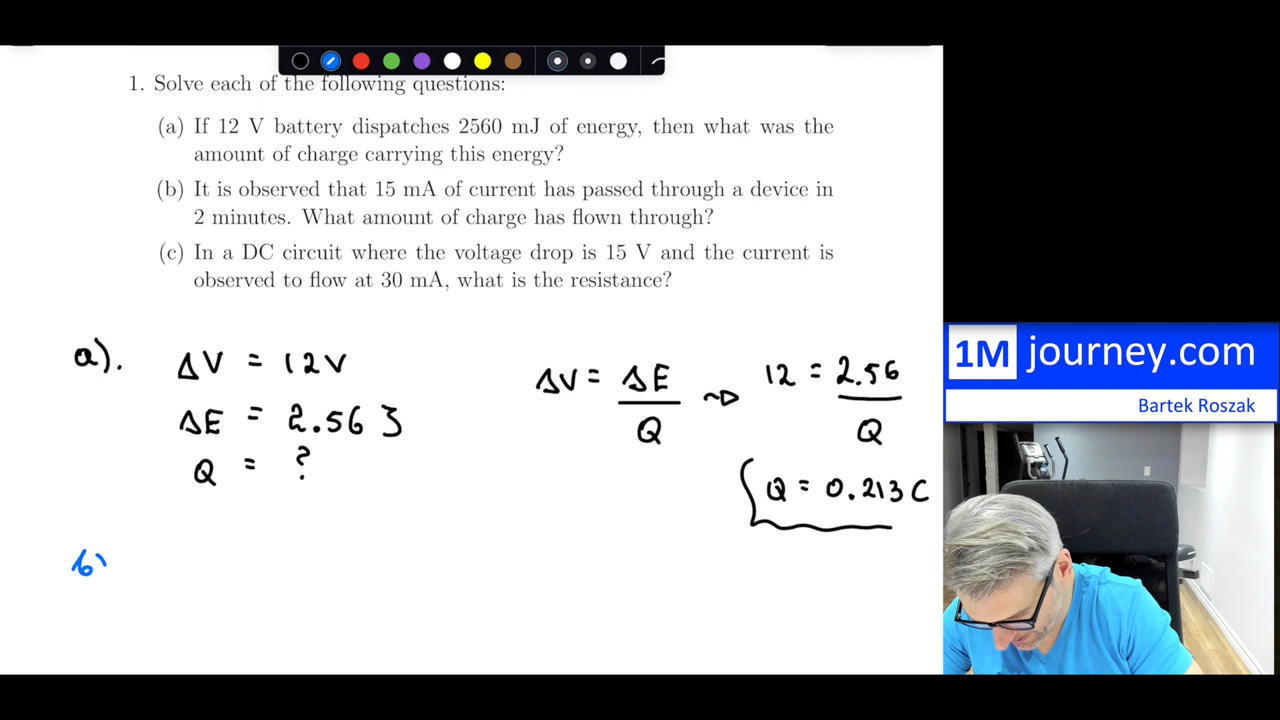 1. Solve each of the following questions:
(a) If 12 V battery dispatches 2560 mJ of energy, then what was the
amount of charge carrying this energy?
(b) It is observed that 15 mA of current has passed through a device in
2 minutes. What amount of charge has flown through?
(c) In a DC circuit where the voltage drop is 15 V and the current is
observed to flow at 30 mA, what is the resistance?
a). ΔV = 12V
ΔE = 2.56 J
Q = ?
ΔV = ΔE / Q ⇝ 12 = 2.56 / Q
Q = 0.213 C
b)
1M journey.com
Bartek Roszak